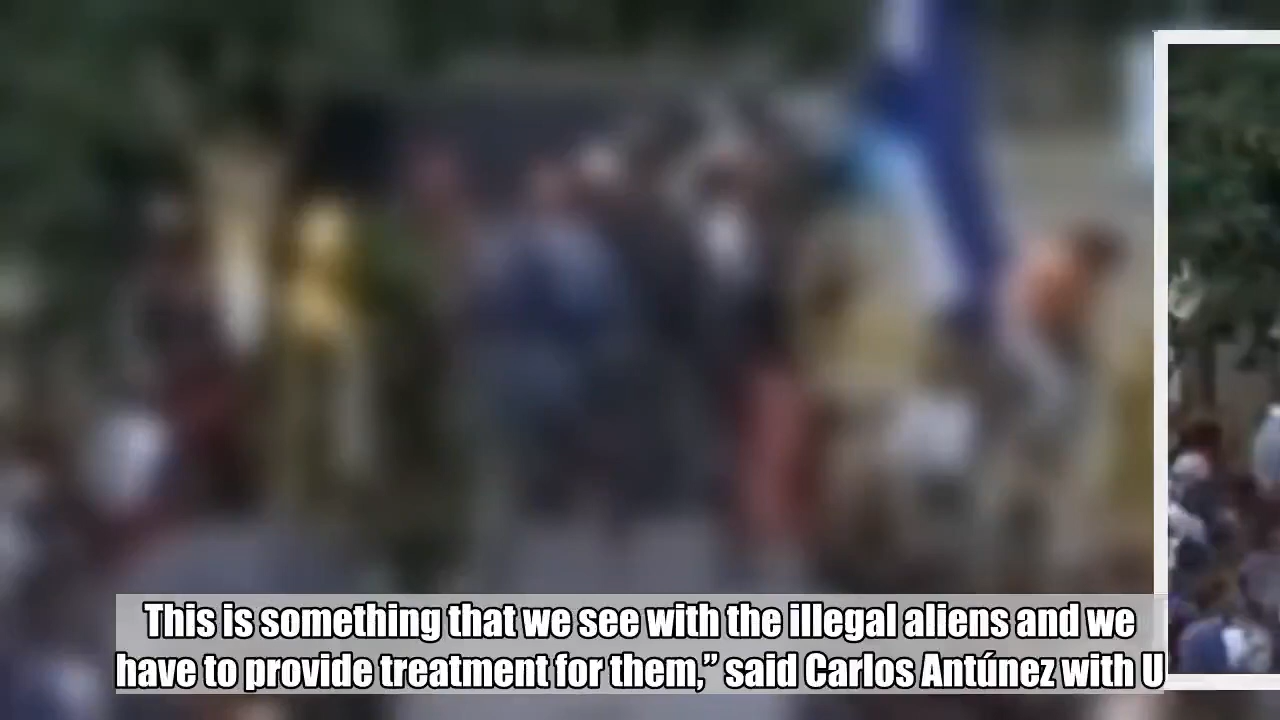 This is something that we see with the illegal aliens and we
have to provide treatment for them,” said Carlos Antúnez with U